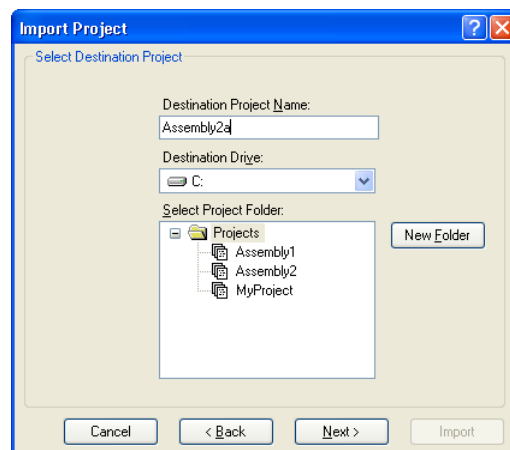 Import Project
Select Destination Project
Destination Project Name:
Assembly2a
Destination Drive:
C:
Select Project Folder:
Projects
Assembly1
Assembly2
MyProject
New Folder
Cancel
< Back
Next >
Import